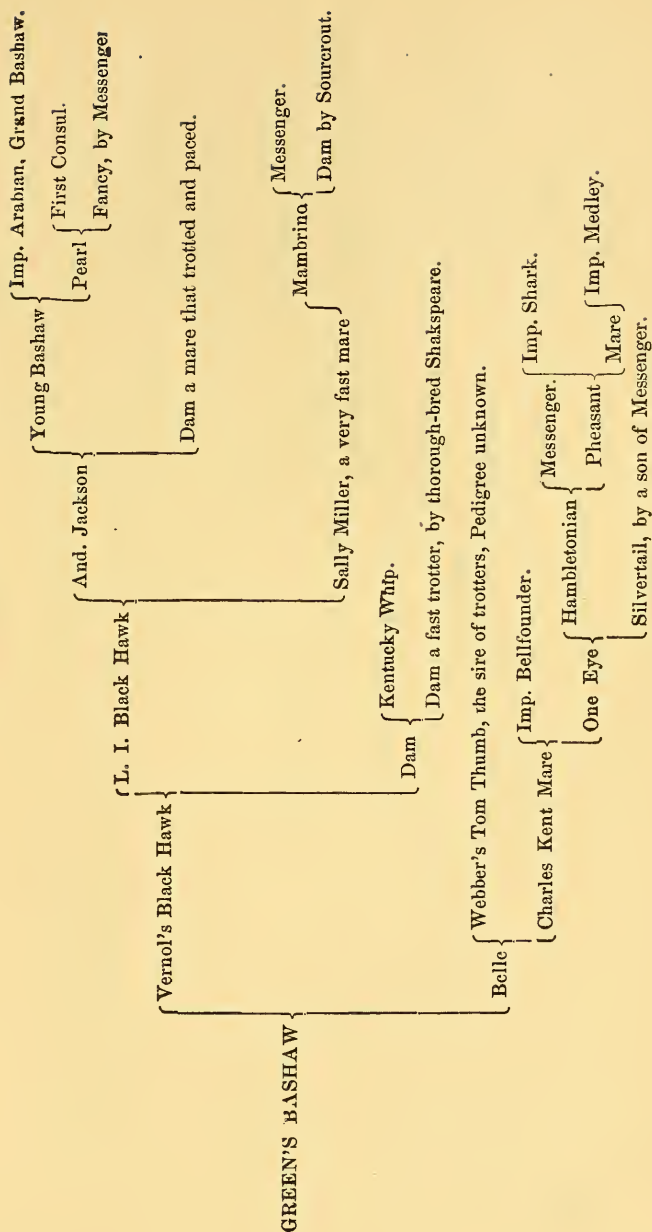 GREEN'S BASHAW
Vernol's Black Hawk
L. I. Black Hawk
And. Jackson
Young Bashaw
Imp. Arabian, Grand Bashaw.
Pearl
First Consul.
Fancy, by Messenger
Dam a mare that trotted and paced.
Sally Miller, a very fast mare
Mambrino
Messenger.
Dam by Sourcrout.
Dam
Kentucky Whip.
Dam a fast trotter, by thorough-bred Shakspeare.
Belle
Webber's Tom Thumb, the sire of trotters, Pedigree unknown.
Charles Kent Mare
Imp. Bellfounder.
One Eye
Hambletonian
Messenger.
Pheasant
Imp. Shark.
Mare
Imp. Medley.
Silvertail, by a son of Messenger.